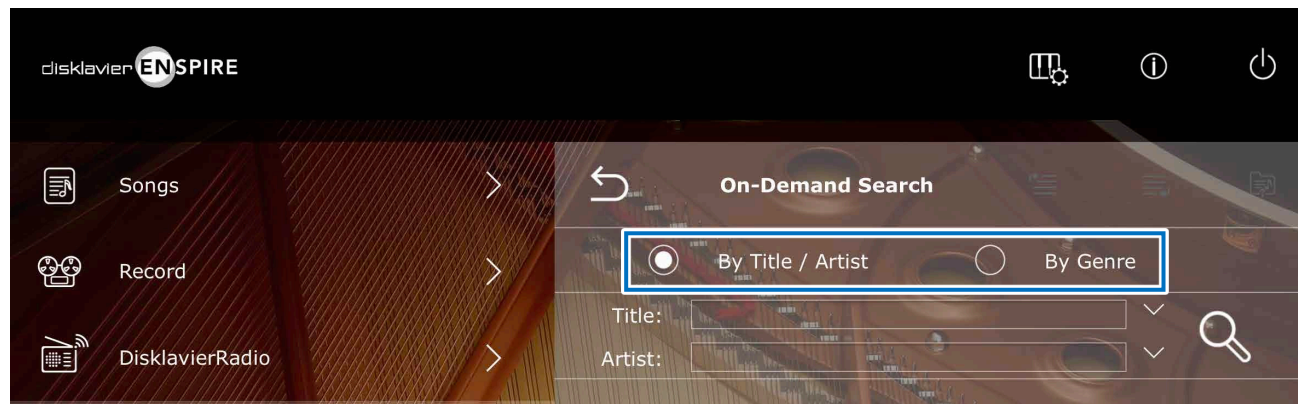 disklavier ENSPIRE
Songs
Record
DisklavierRadio
On-Demand Search
By Title / Artist By Genre
Title:
Artist: